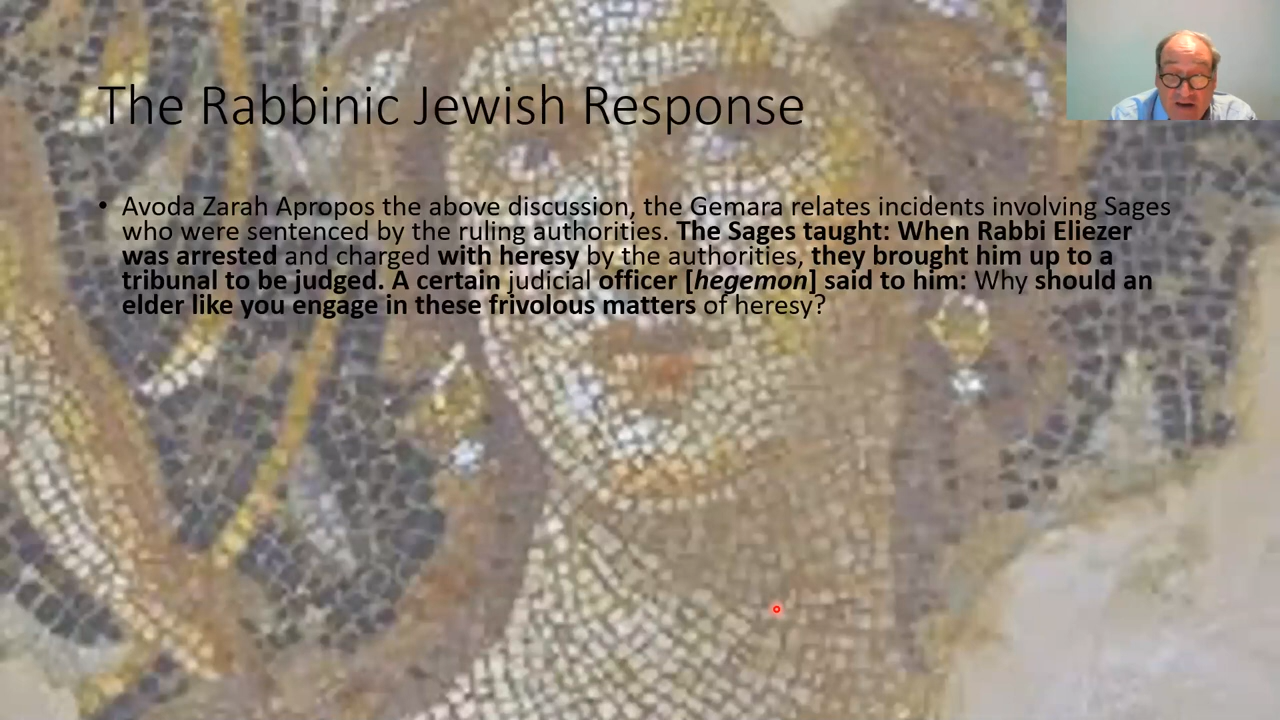 The Rabbinic Jewish Response
• Avoda Zarah Apropos the above discussion, the Gemara relates incidents involving Sages
who were sentenced by the ruling authorities. The Sages taught: When Rabbi Eliezer
was arrested and charged with heresy by the authorities, they brought him up to a
tribunal to be judged. A certain judicial officer [hegemon] said to him: Why should an
elder like you engage in these frivolous matters of heresy?